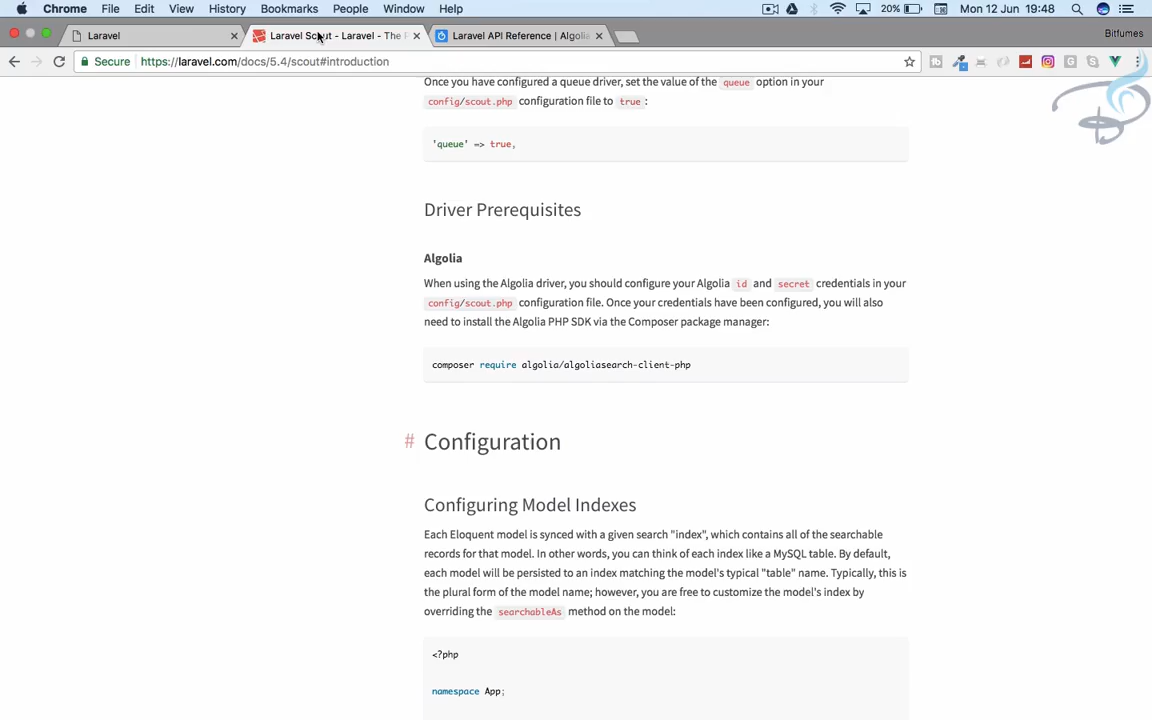 Chrome File Edit View History Bookmarks People Window Help 20% Mon 12 Jun 19:48
Laravel Laravel Scout - Laravel - The P Laravel API Reference | Algolia Bitfumes
Secure https://laravel.com/docs/5.4/scout#introduction
Once you have configured a queue driver, set the value of the queue option in your
config/scout.php configuration file to true :
'queue' => true,
Driver Prerequisites
Algolia
When using the Algolia driver, you should configure your Algolia id and secret credentials in your
config/scout.php configuration file. Once your credentials have been configured, you will also
need to install the Algolia PHP SDK via the Composer package manager:
composer require algolia/algoliasearch-client-php
# Configuration
Configuring Model Indexes
Each Eloquent model is synced with a given search "index", which contains all of the searchable
records for that model. In other words, you can think of each index like a MySQL table. By default,
each model will be persisted to an index matching the model's typical "table" name. Typically, this is
the plural form of the model name; however, you are free to customize the model's index by
overriding the searchableAs method on the model:
<?php
namespace App;